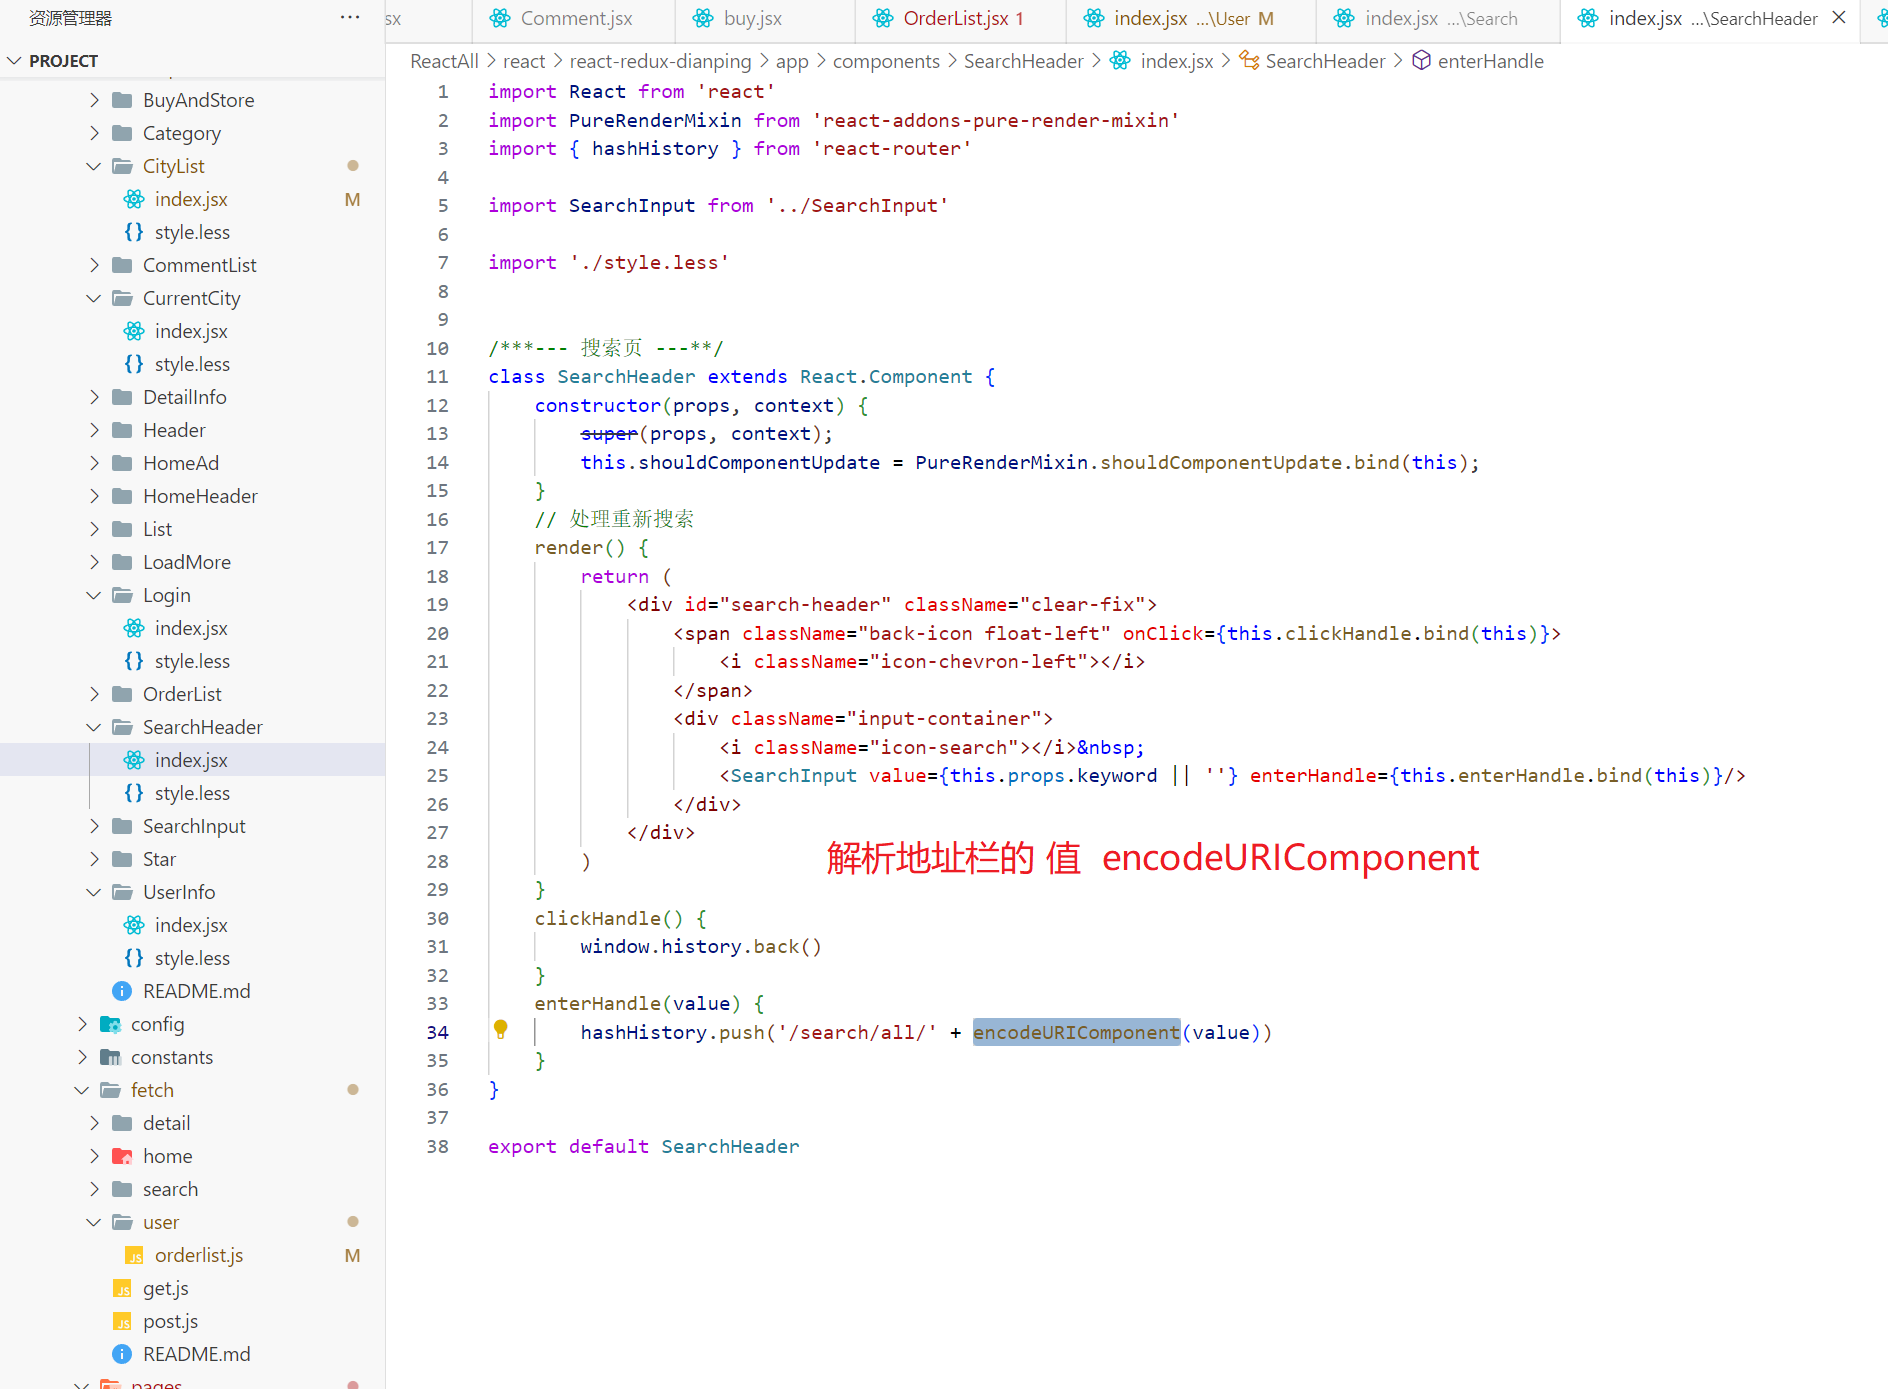 资源管理器 ···
PROJECT
BuyAndStore
Category
CityList
index.jsx M
style.less
CommentList
CurrentCity
index.jsx
style.less
DetailInfo
Header
HomeAd
HomeHeader
List
LoadMore
Login
index.jsx
style.less
OrderList
SearchHeader
index.jsx
style.less
SearchInput
Star
UserInfo
index.jsx
style.less
README.md
config
constants
fetch
detail
home
search
user
orderlist.js M
get.js
post.js
README.md
pages
sx Comment.jsx buy.jsx OrderList.jsx 1 index.jsx ...\User M index.jsx ...\Search index.jsx ...\SearchHeader
ReactAll > react > react-redux-dianping > app > components > SearchHeader > index.jsx > SearchHeader > enterHandle
1 import React from 'react'
2 import PureRenderMixin from 'react-addons-pure-render-mixin'
3 import { hashHistory } from 'react-router'
4
5 import SearchInput from '../SearchInput'
6
7 import './style.less'
8
9
10 /***--- 搜索页 ---**/
11 class SearchHeader extends React.Component {
12 constructor(props, context) {
13 super(props, context);
14 this.shouldComponentUpdate = PureRenderMixin.shouldComponentUpdate.bind(this);
15 }
16 // 处理重新搜索
17 render() {
18 return (
19 <div id="search-header" className="clear-fix">
20 <span className="back-icon float-left" onClick={this.clickHandle.bind(this)}>
21 <i className="icon-chevron-left"></i>
22 </span>
23 <div className="input-container">
24 <i className="icon-search"></i>&nbsp;
25 <SearchInput value={this.props.keyword || ''} enterHandle={this.enterHandle.bind(this)}/>
26 </div>
27 </div>
28 )
解析地址栏的 值 encodeURIComponent
29 }
30 clickHandle() {
31 window.history.back()
32 }
33 enterHandle(value) {
34 hashHistory.push('/search/all/' + encodeURIComponent(value))
35 }
36 }
37
38 export default SearchHeader